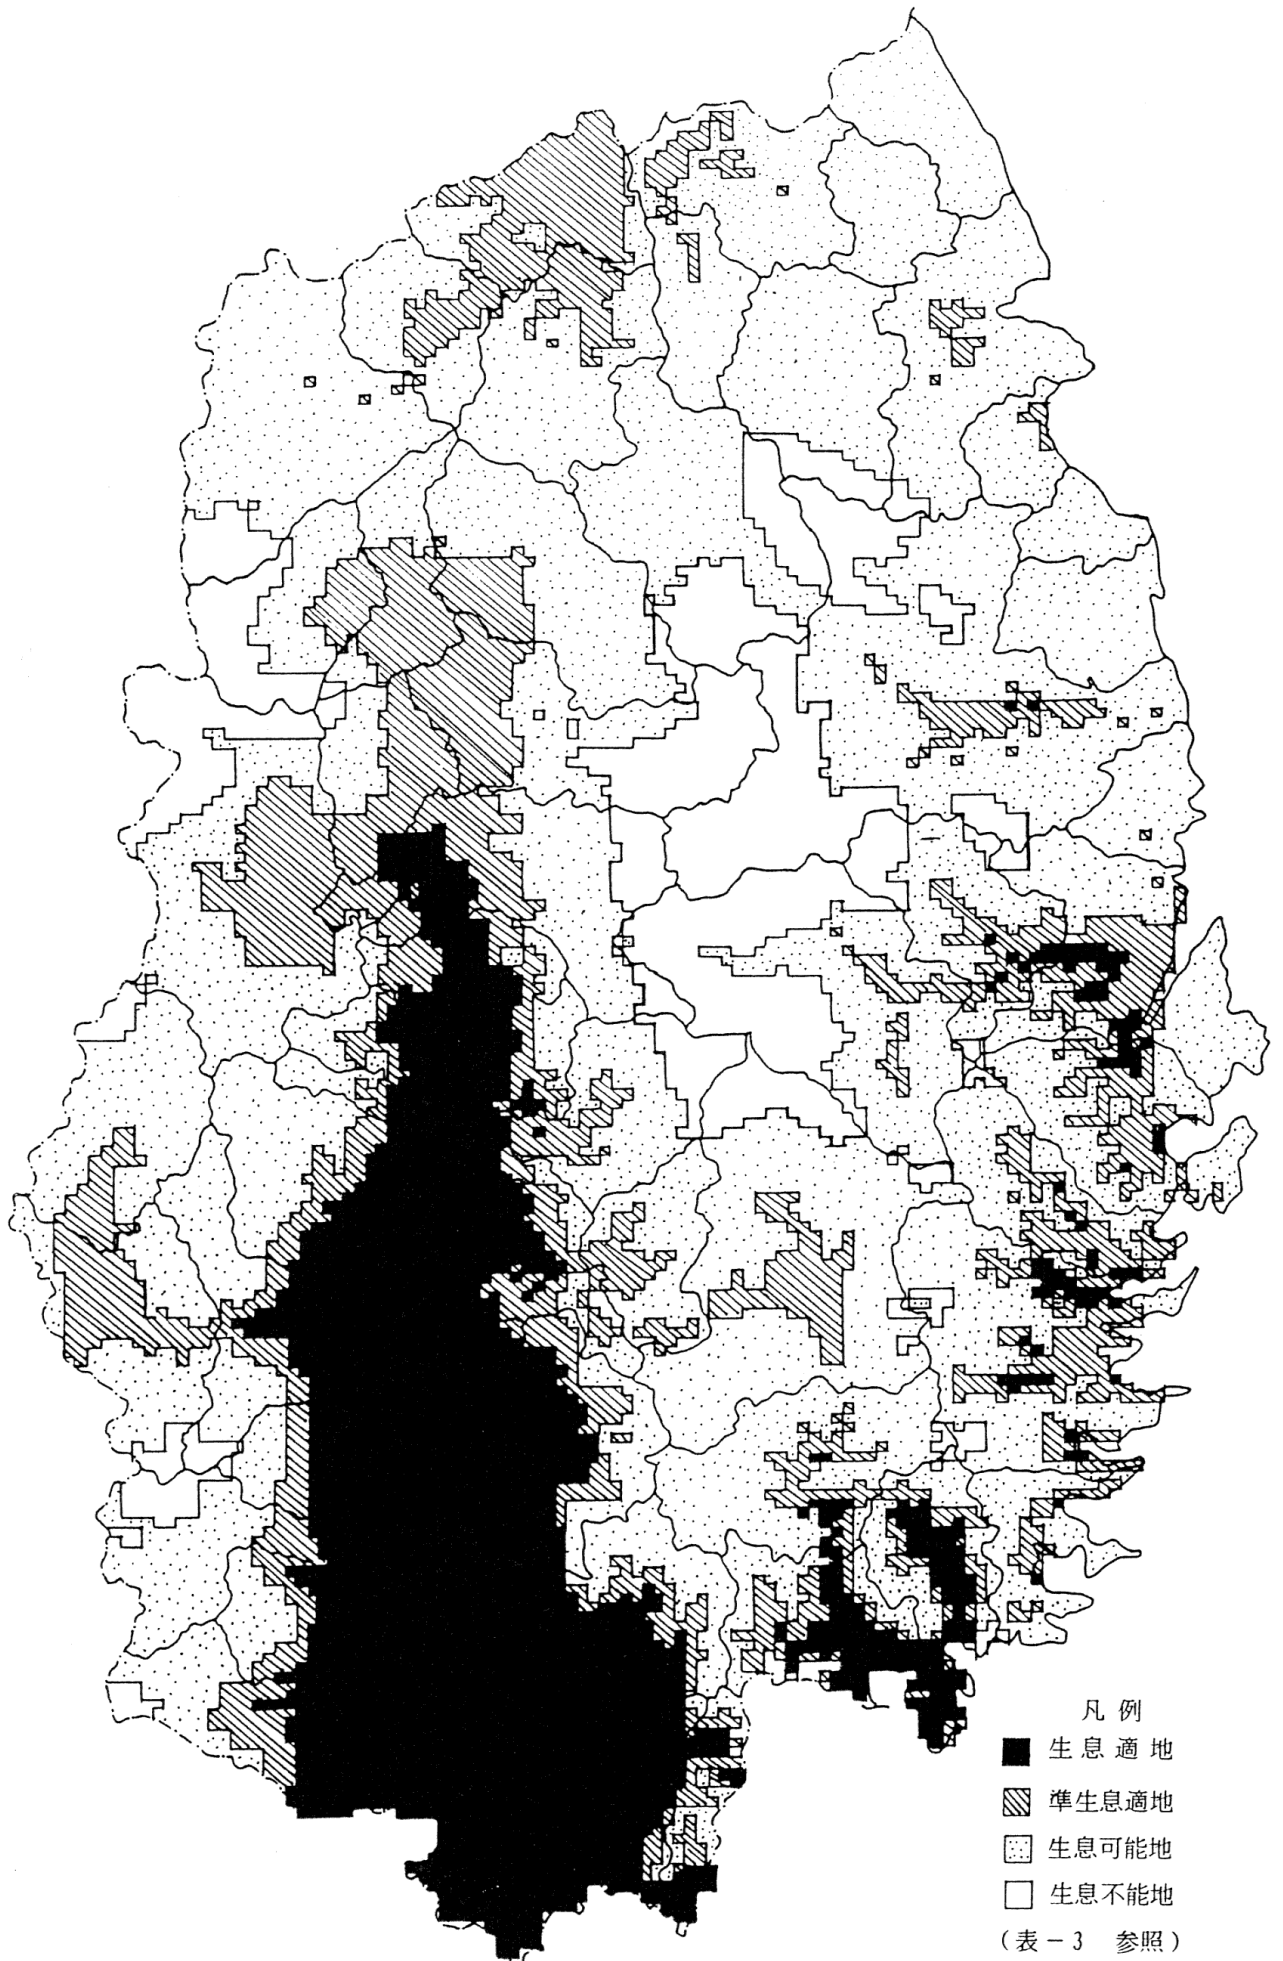 凡例
生息適地
準生息適地
生息可能地
生息不能地
(表－3 参照)